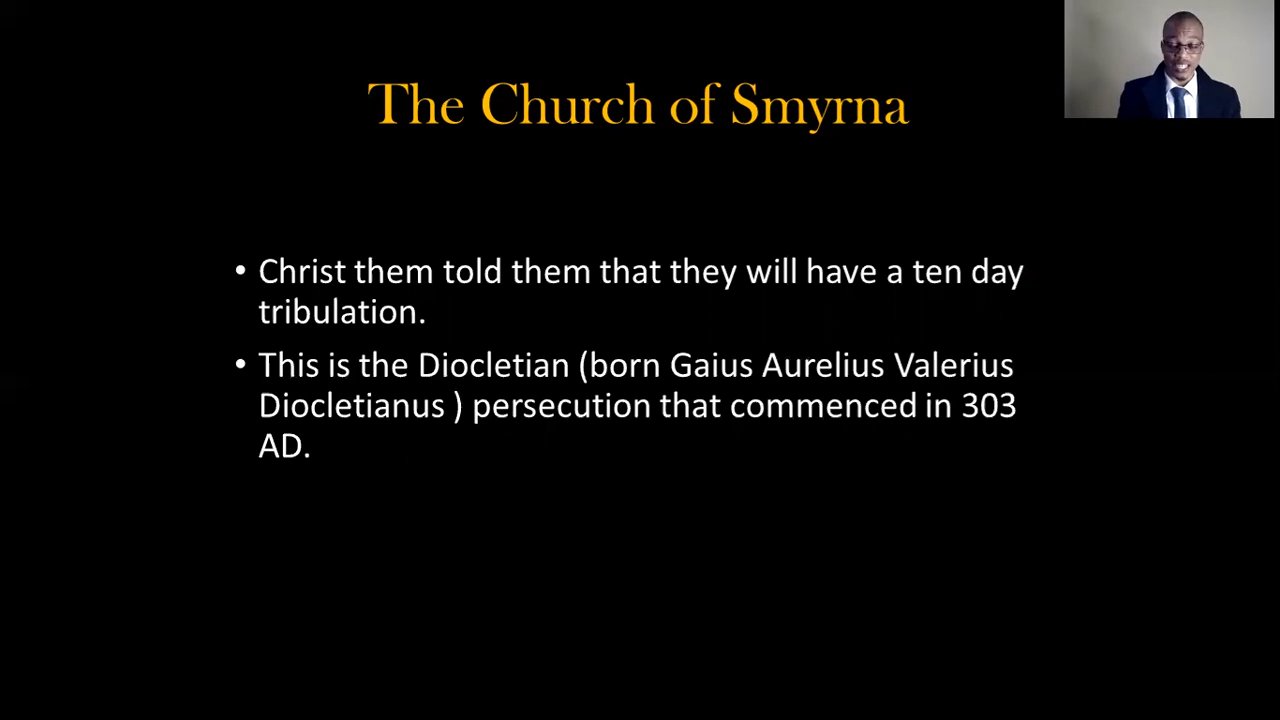 The Church of Smyrna
• Christ them told them that they will have a ten day
tribulation.
• This is the Diocletian (born Gaius Aurelius Valerius
Diocletianus ) persecution that commenced in 303
AD.